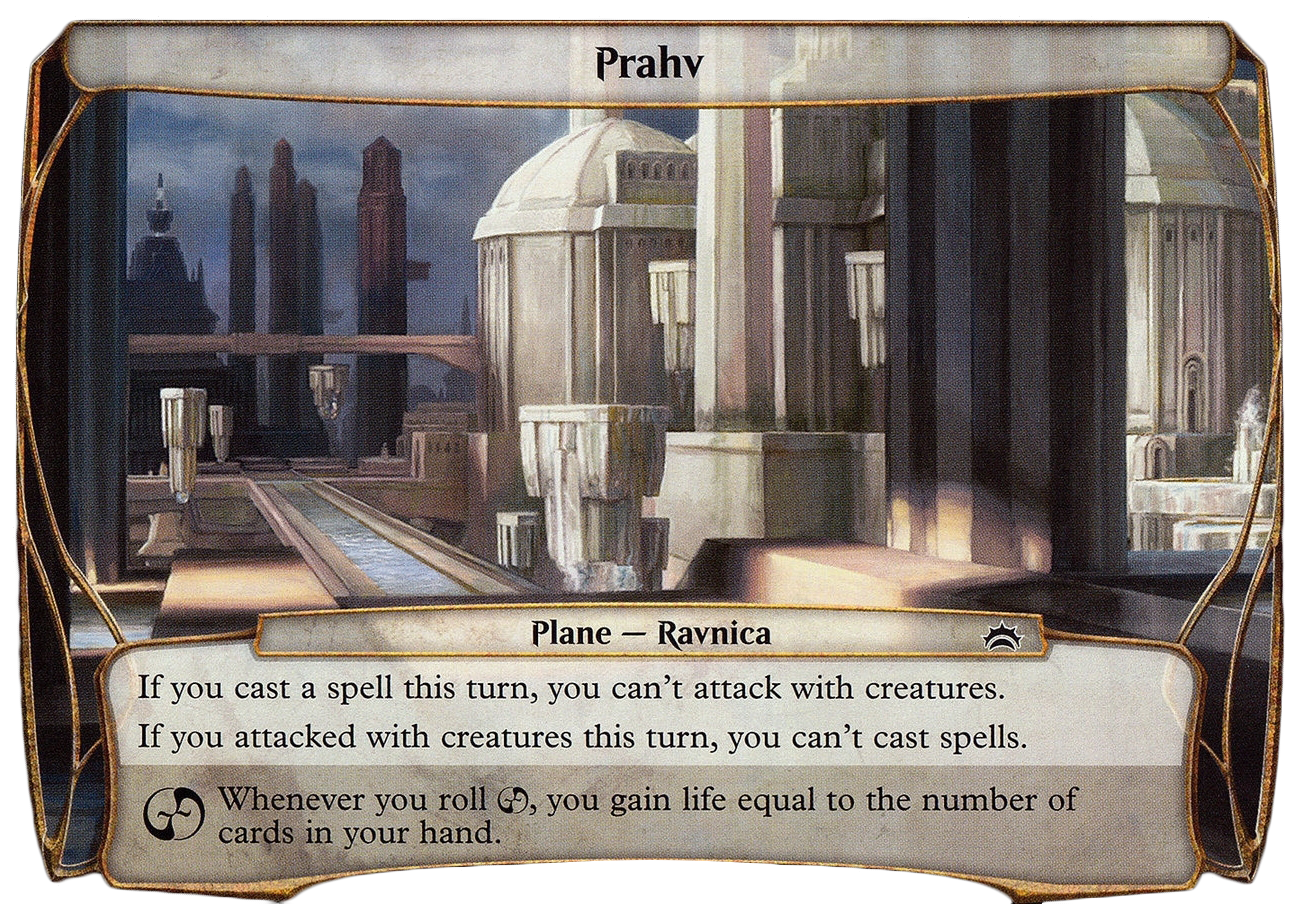 Prahv
Plane — Ravnica
If you cast a spell this turn, you can't attack with creatures.
If you attacked with creatures this turn, you can't cast spells.
Whenever you roll , you gain life equal to the number of
cards in your hand.